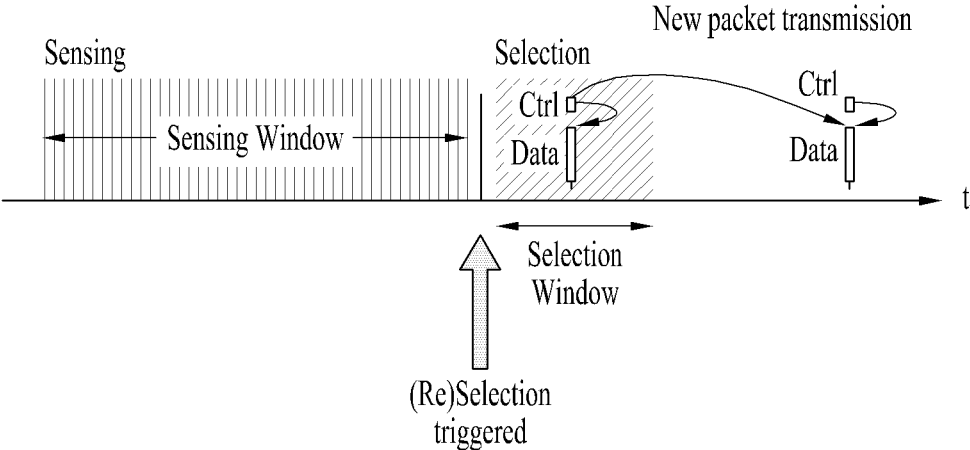 New packet transmission
Sensing
Selection
Ctrl
Ctrl
Sensing Window
Data
Data
t
Selection
Window
(Re)Selection
triggered